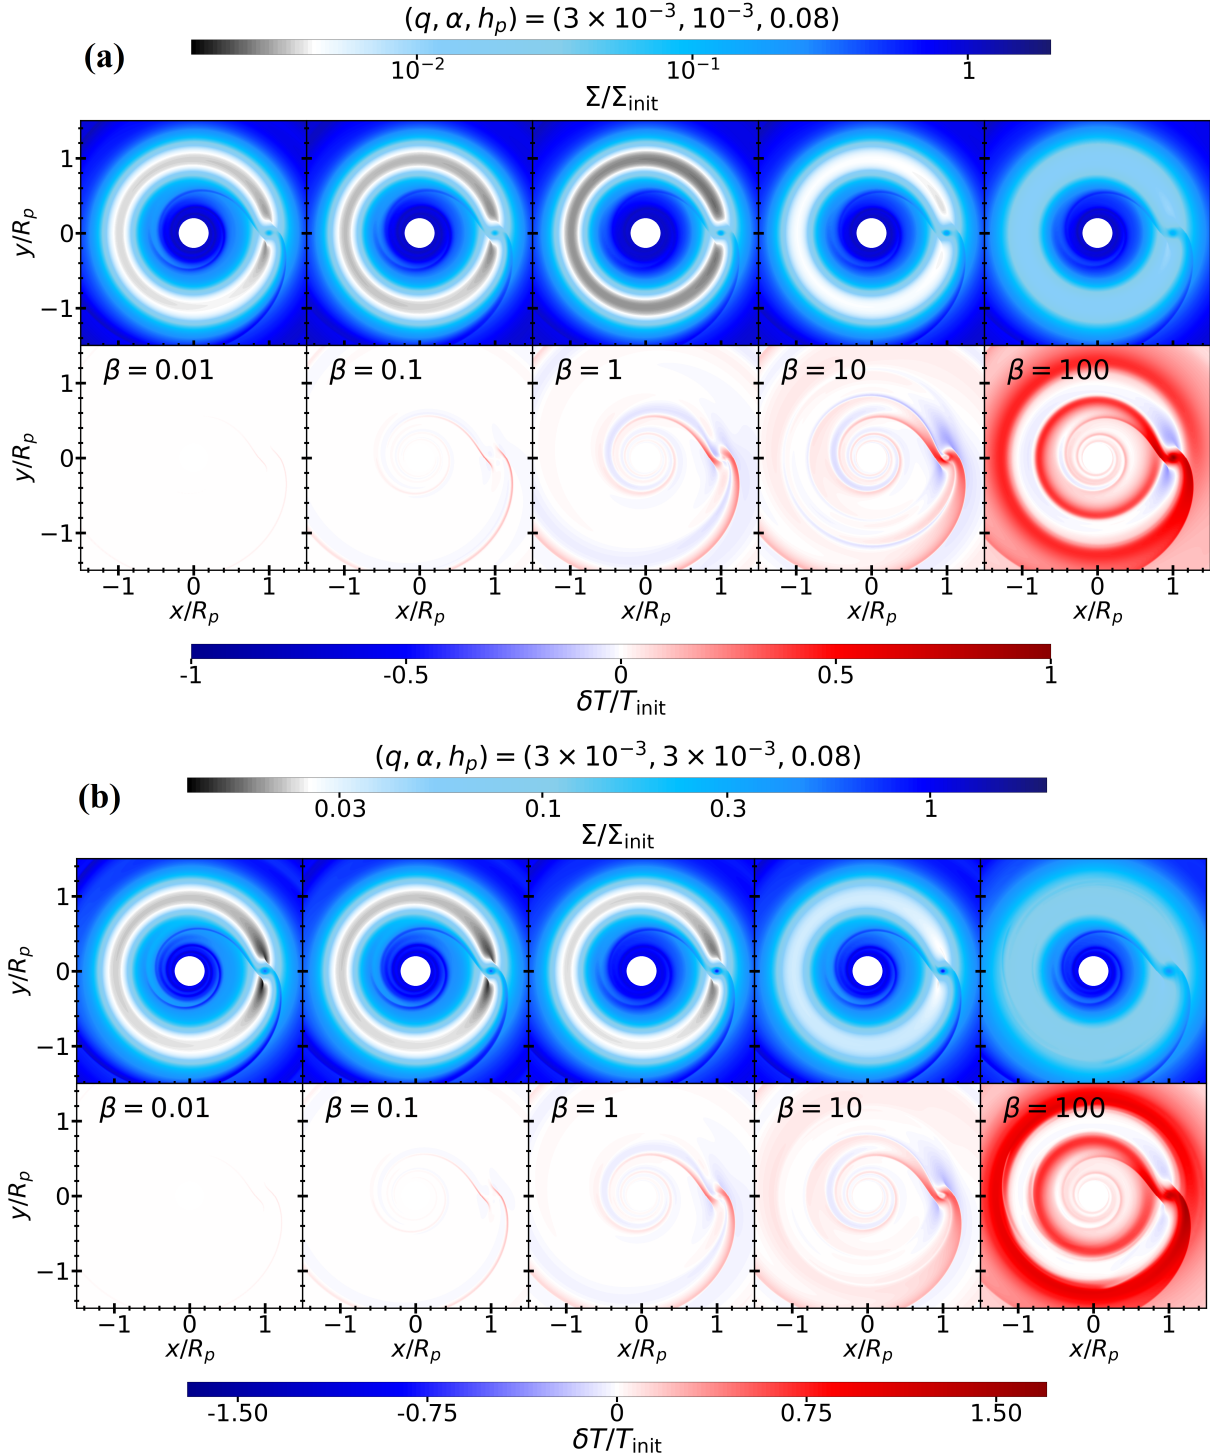 (q, α, h_p) = (3 × 10^−3, 10^−3, 0.08)
(a)
10^−2 10^−1 1
Σ/Σ_init
1
0
−1
y/R_p
β = 0.01 β = 0.1 β = 1 β = 10 β = 100
1
0
−1
y/R_p
−1 0 1 −1 0 1 −1 0 1 −1 0 1 −1 0 1
x/R_p x/R_p x/R_p x/R_p x/R_p
-1 -0.5 0 0.5 1
δT/T_init
(q, α, h_p) = (3 × 10^−3, 3 × 10^−3, 0.08)
(b)
0.03 0.1 0.3 1
Σ/Σ_init
1
0
−1
y/R_p
β = 0.01 β = 0.1 β = 1 β = 10 β = 100
1
0
−1
y/R_p
−1 0 1 −1 0 1 −1 0 1 −1 0 1 −1 0 1
x/R_p x/R_p x/R_p x/R_p x/R_p
-1.50 -0.75 0 0.75 1.50
δT/T_init